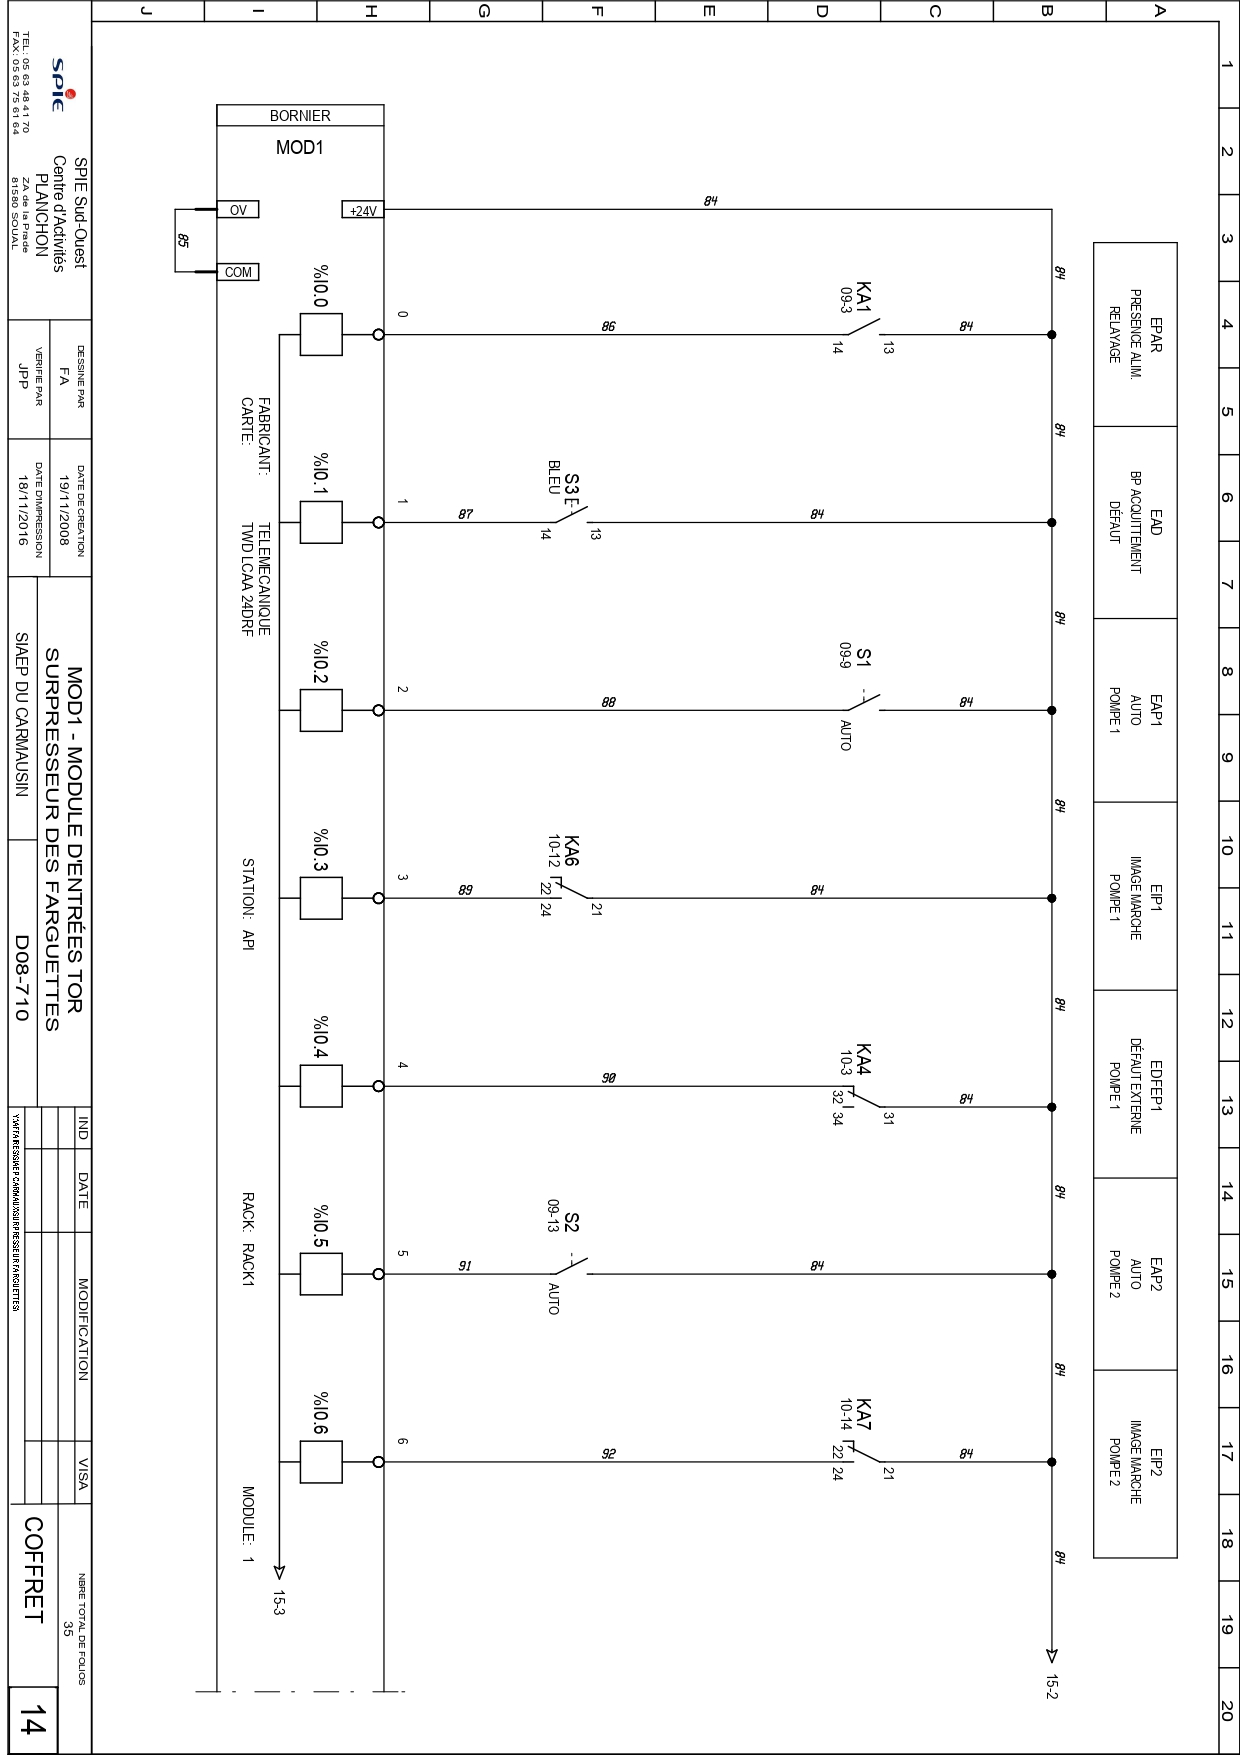 1 2 3 4 5 6 7 8 9 10 11 12 13 14 15 16 17 18 19 20
A
B
C
D
E
F
G
H
I
J
EPAR
PRESENCE ALIM.
RELAYAGE
EAD
BP ACQUITTEMENT
DÉFAUT
EAP1
AUTO
POMPE 1
EIP1
IMAGE MARCHE
POMPE 1
EDFEP1
DÉFAUT EXTERNE
POMPE 1
EAP2
AUTO
POMPE 2
EIP2
IMAGE MARCHE
POMPE 2
84 84 84 84 84 84 84 84
15-2
84
84 84 84 84 84 84 84
KA1
09-3
13
14
S3
BLEU
13
14
S1
09-9
AUTO
KA6
10-12
21
22 24
KA4
10-3
31
32 34
S2
09-13
AUTO
KA7
10-14
21
22 24
86 87 88 89 90 91 92
BORNIER
MOD1
+24V
OV
COM
85
0 1 2 3 4 5 6
%I0.0 %I0.1 %I0.2 %I0.3 %I0.4 %I0.5 %I0.6
15-3
FABRICANT: TELEMECANIQUE
CARTE: TWD LCAA 24DRF
STATION: API
RACK: RACK1
MODULE: 1
SPIE
TEL: 05 63 48 41 70
FAX: 05 63 75 61 64
SPIE Sud-Ouest
Centre d'Activités
PLANCHON
ZA de la Prade
81580 SOUAL
DESSINE PAR
FA
VERIFIE PAR
JPP
DATE DE CREATION
19/11/2008
DATE D'IMPRESSION
18/11/2016
MOD1 - MODULE D'ENTRÉES TOR
SURPRESSEUR DES FARGUETTES
SIAEP DU CARMAUSIN
D08-710
IND DATE MODIFICATION VISA
NBRE TOTAL DE FOLIOS
35
COFFRET
14